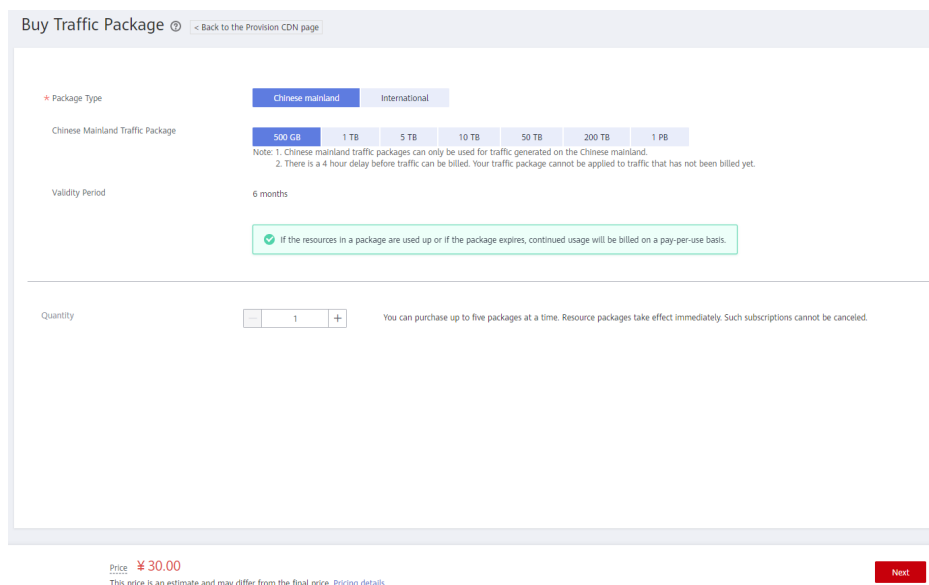 Buy Traffic Package ? < Back to the Provision CDN page
* Package Type Chinese mainland International
Chinese Mainland Traffic Package 500 GB 1 TB 5 TB 10 TB 50 TB 200 TB 1 PB
Note: 1. Chinese mainland traffic packages can only be used for traffic generated on the Chinese mainland.
2. There is a 4 hour delay before traffic can be billed. Your traffic package cannot be applied to traffic that has not been billed yet.
Validity Period 6 months
If the resources in a package are used up or if the package expires, continued usage will be billed on a pay-per-use basis.
Quantity − 1 + You can purchase up to five packages at a time. Resource packages take effect immediately. Such subscriptions cannot be canceled.
Price ¥ 30.00
This price is an estimate and may differ from the final price. Pricing details
Next